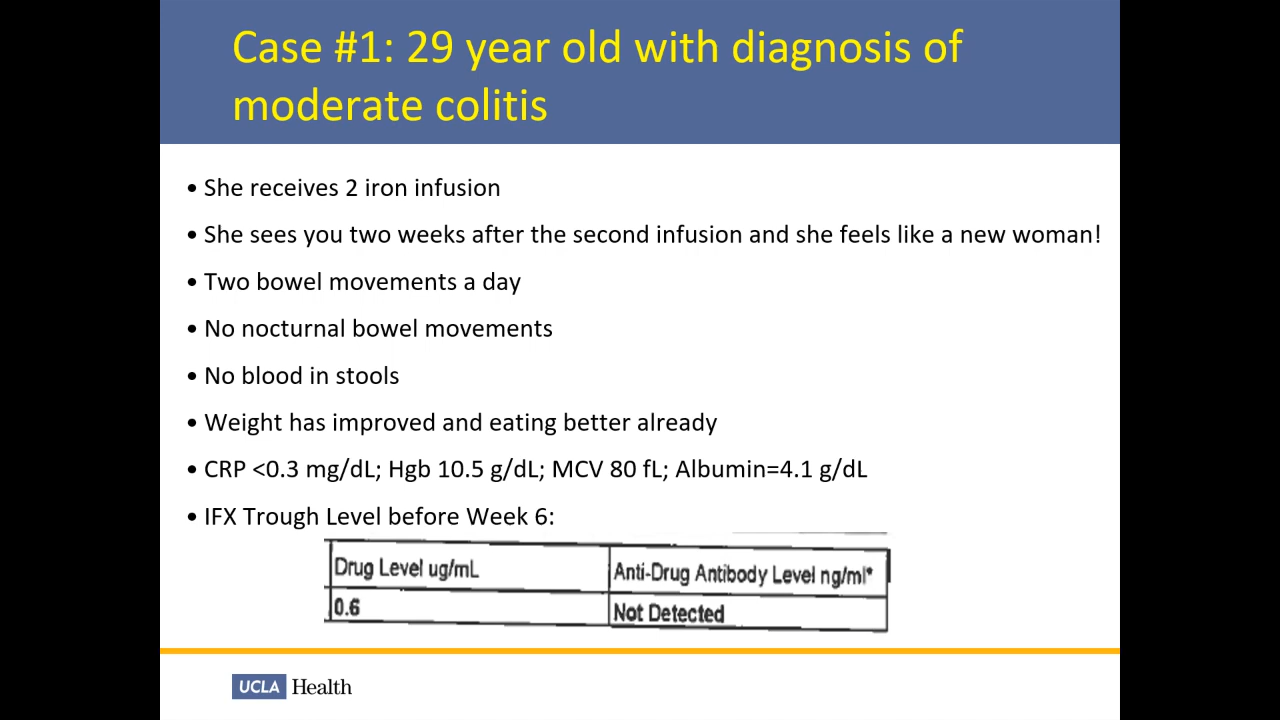 Case #1: 29 year old with diagnosis of
moderate colitis
• She receives 2 iron infusion
• She sees you two weeks after the second infusion and she feels like a new woman!
• Two bowel movements a day
• No nocturnal bowel movements
• No blood in stools
• Weight has improved and eating better already
• CRP <0.3 mg/dL; Hgb 10.5 g/dL; MCV 80 fL; Albumin=4.1 g/dL
• IFX Trough Level before Week 6:
Drug Level ug/mL Anti-Drug Antibody Level ng/ml*
0.6 Not Detected
UCLA Health